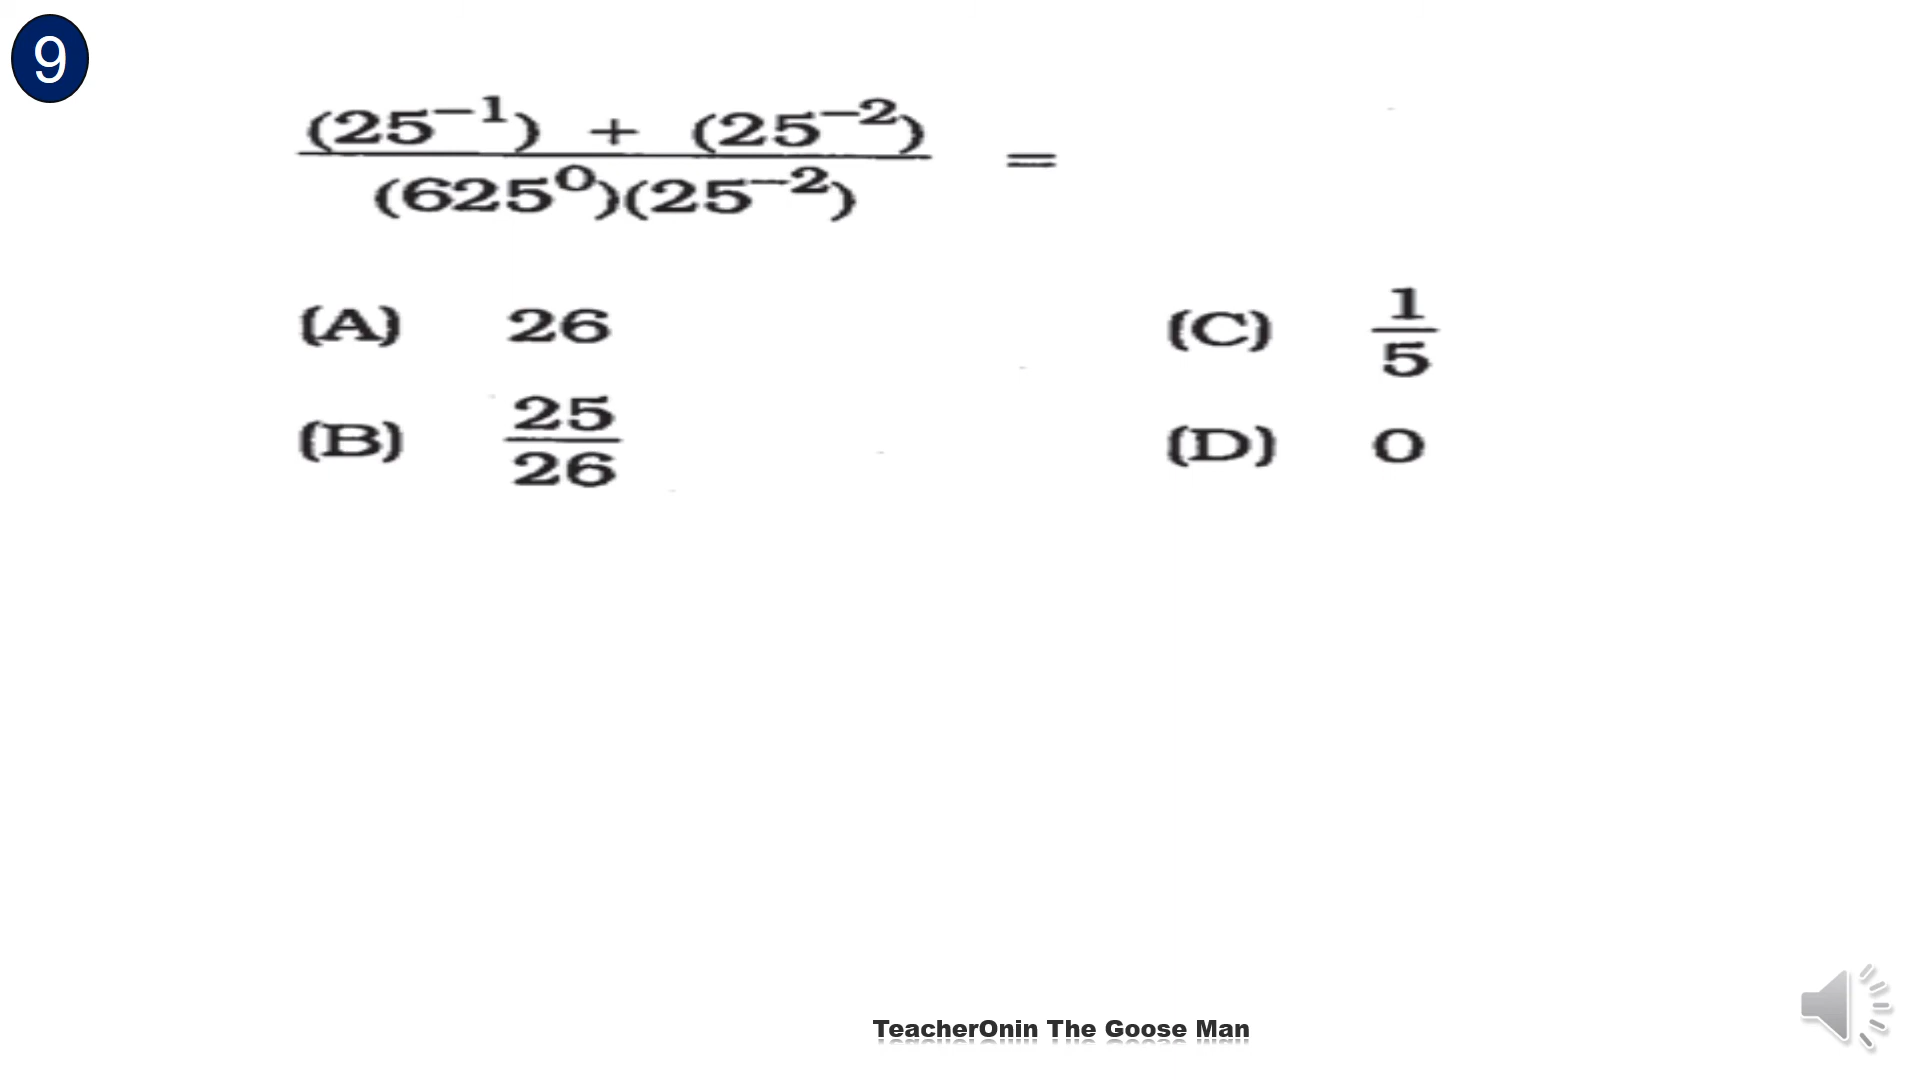 9
(25⁻¹) + (25⁻²)
=
(625⁰)(25⁻²)
(A) 26
(C) 1/5
(B) 25/26
(D) 0
TeacherOnin The Goose Man